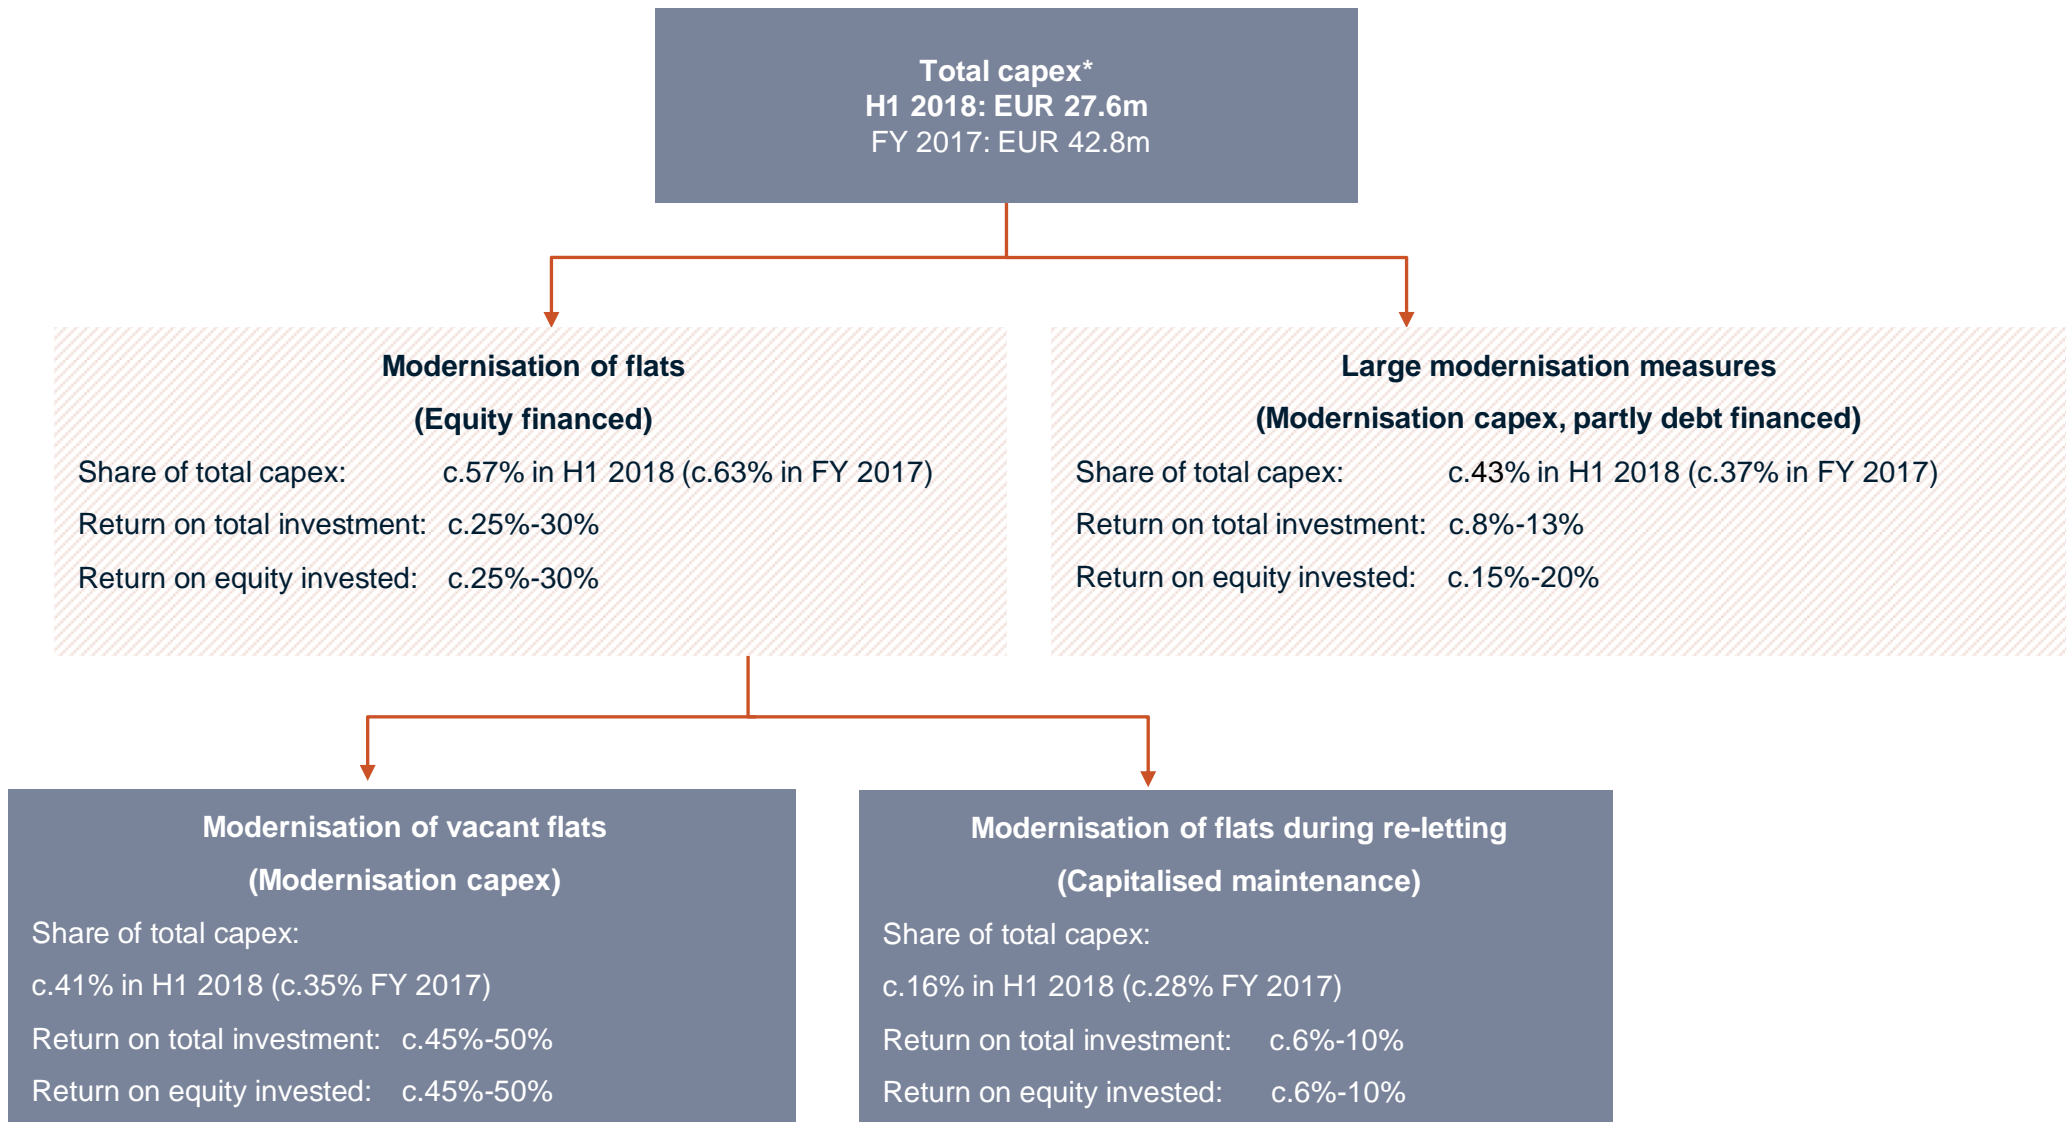 Total capex*
H1 2018: EUR 27.6m
FY 2017: EUR 42.8m
Modernisation of flats
(Equity financed)
Share of total capex: c.57% in H1 2018 (c.63% in FY 2017)
Return on total investment: c.25%-30%
Return on equity invested: c.25%-30%
Large modernisation measures
(Modernisation capex, partly debt financed)
Share of total capex: c.43% in H1 2018 (c.37% in FY 2017)
Return on total investment: c.8%-13%
Return on equity invested: c.15%-20%
Modernisation of vacant flats
(Modernisation capex)
Share of total capex:
c.41% in H1 2018 (c.35% FY 2017)
Return on total investment: c.45%-50%
Return on equity invested: c.45%-50%
Modernisation of flats during re-letting
(Capitalised maintenance)
Share of total capex:
c.16% in H1 2018 (c.28% FY 2017)
Return on total investment: c.6%-10%
Return on equity invested: c.6%-10%